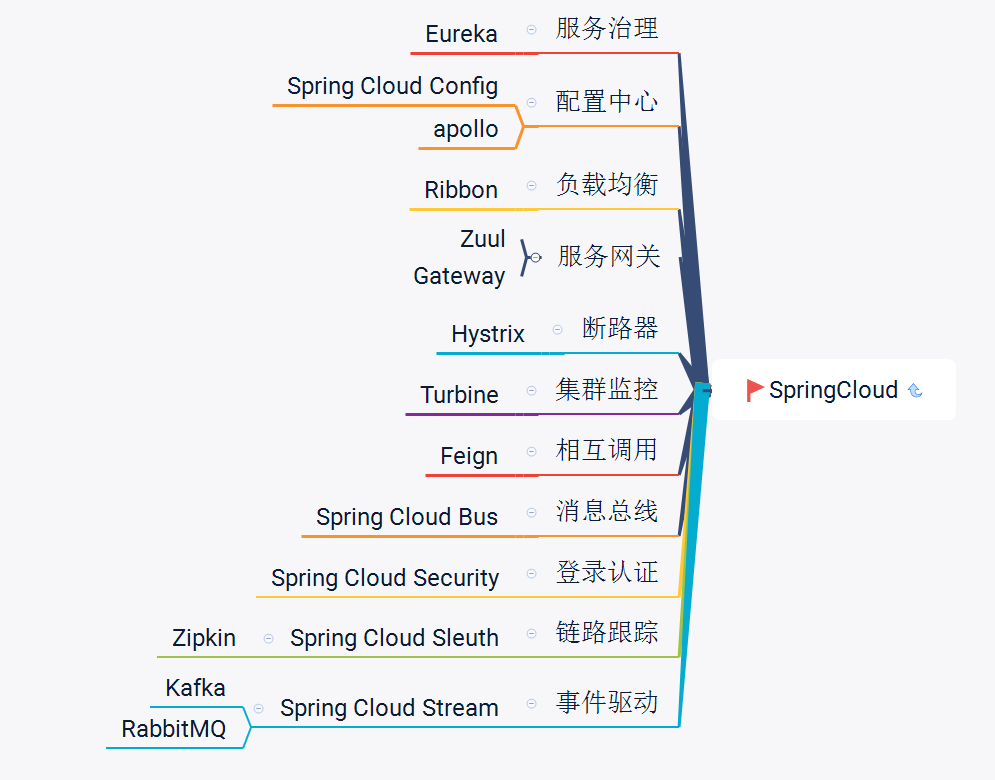 Eureka 服务治理
Spring Cloud Config
配置中心
apollo
Ribbon 负载均衡
Zuul
服务网关
Gateway
Hystrix 断路器
Turbine 集群监控
SpringCloud
Feign 相互调用
Spring Cloud Bus 消息总线
Spring Cloud Security 登录认证
Zipkin Spring Cloud Sleuth 链路跟踪
Kafka
Spring Cloud Stream 事件驱动
RabbitMQ